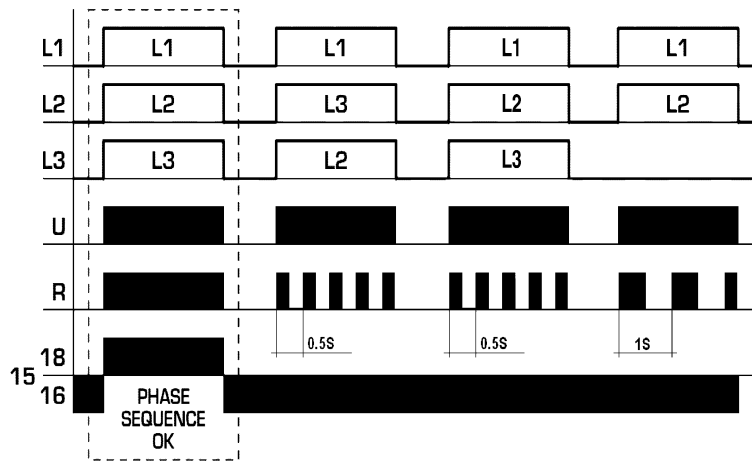 L1 L1 L1 L1 L1
L2 L2 L3 L2 L2
L3 L3 L2 L3
U
R
0.5S 0.5S 1S
18
15
16
PHASE
SEQUENCE
OK